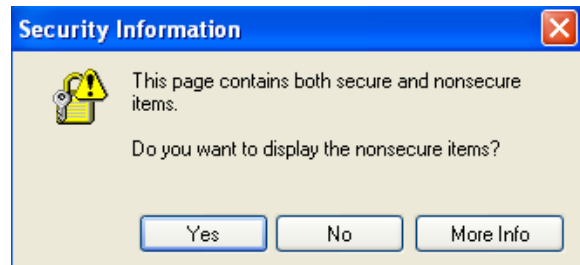 Security Information
This page contains both secure and nonsecure
items.
Do you want to display the nonsecure items?
Yes
No
More Info